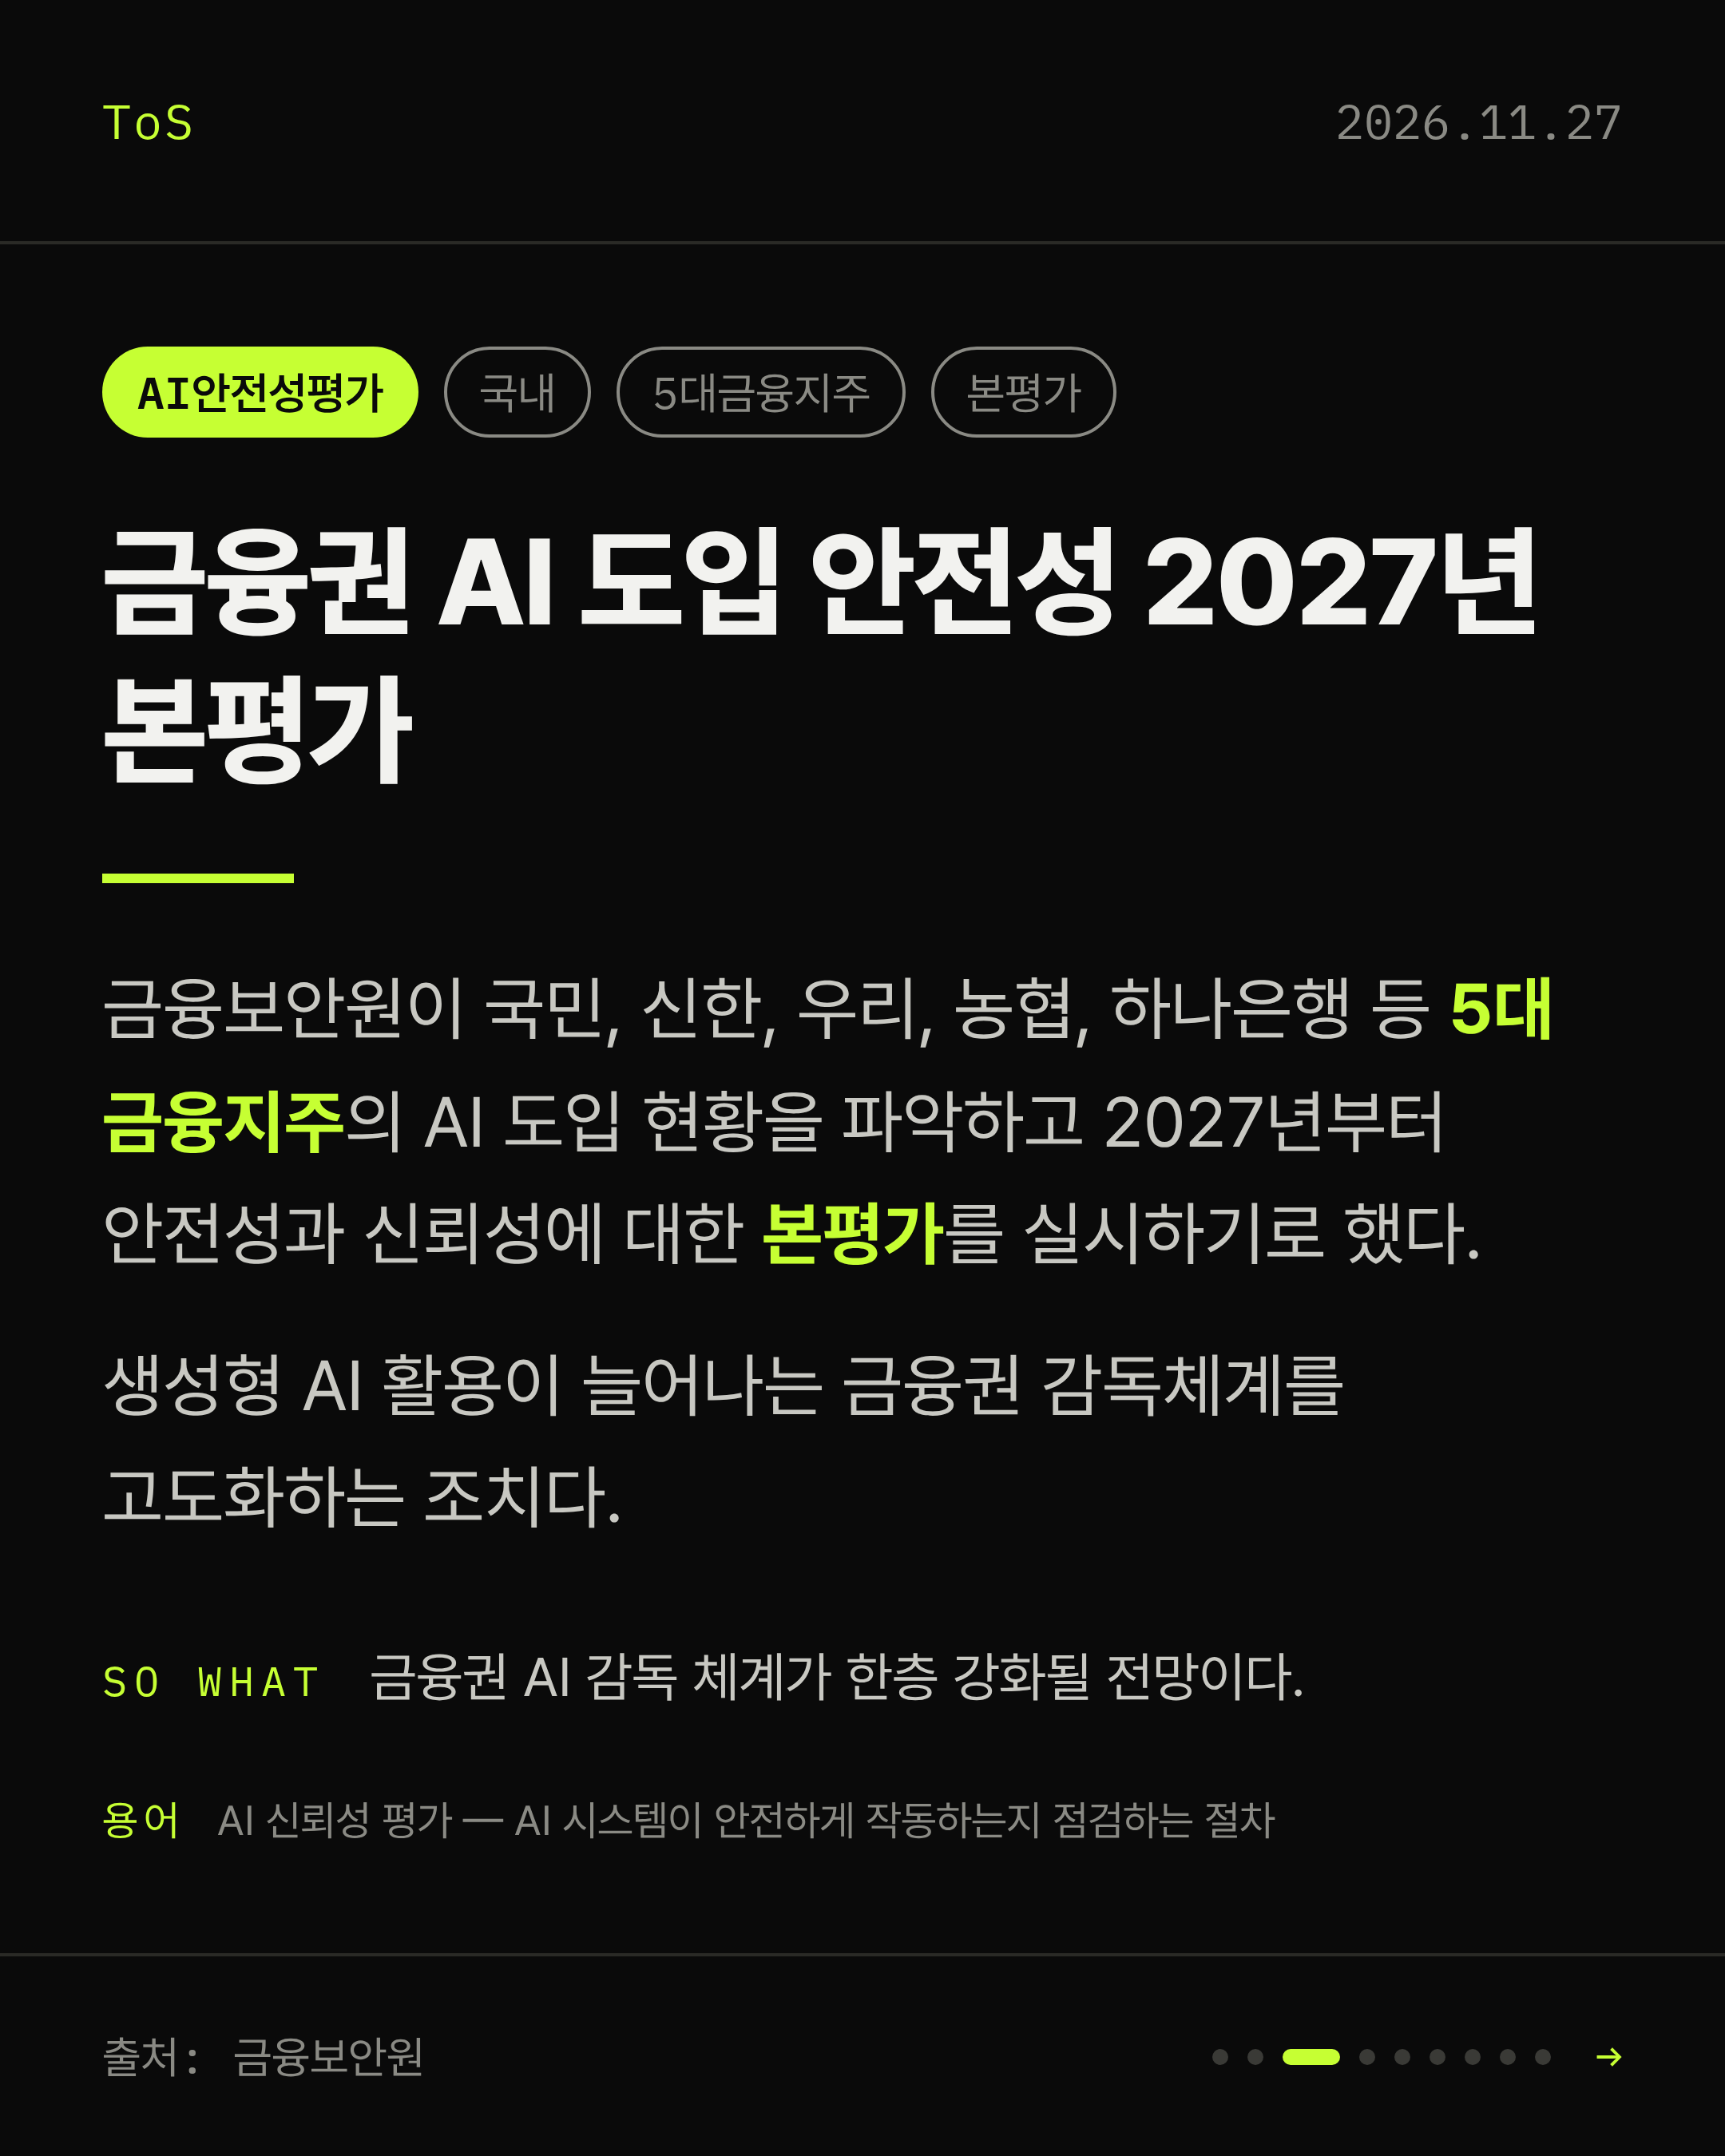 ToS
2026.11.27
AI안전성평가 국내 5대금융지주 본평가
금융권 AI 도입 안전성 2027년
본평가
금융보안원이 국민, 신한, 우리, 농협, 하나은행 등 5대
금융지주의 AI 도입 현황을 파악하고 2027년부터
안전성과 신뢰성에 대한 본평가를 실시하기로 했다.
생성형 AI 활용이 늘어나는 금융권 감독체계를
고도화하는 조치다.
SO WHAT 금융권 AI 감독 체계가 한층 강화될 전망이다.
용어 AI 신뢰성 평가 — AI 시스템이 안전하게 작동하는지 점검하는 절차
출처: 금융보안원 →